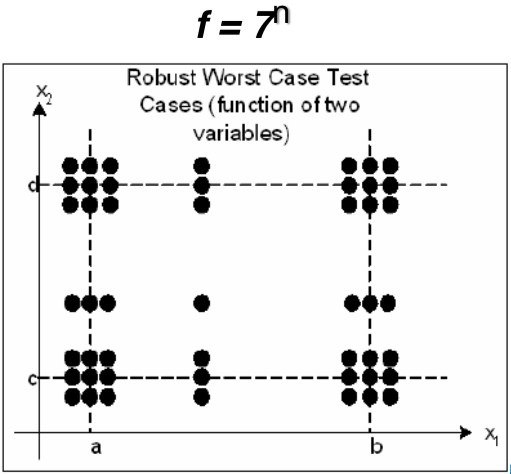 f = 7ⁿ
Robust Worst Case Test
Cases (function of two
variables)
x₂
d
c
a
b
x₁